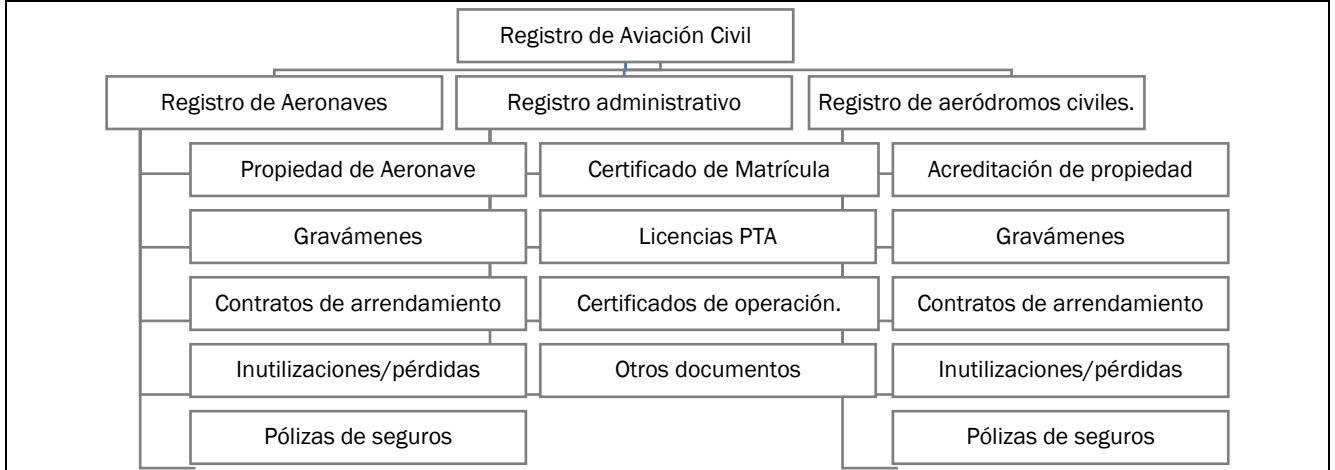 Registro de Aviación Civil
Registro de Aeronaves
Registro administrativo
Registro de aeródromos civiles.
Propiedad de Aeronave
Certificado de Matrícula
Acreditación de propiedad
Gravámenes
Licencias PTA
Gravámenes
Contratos de arrendamiento
Certificados de operación.
Contratos de arrendamiento
Inutilizaciones/pérdidas
Otros documentos
Inutilizaciones/pérdidas
Pólizas de seguros
Pólizas de seguros